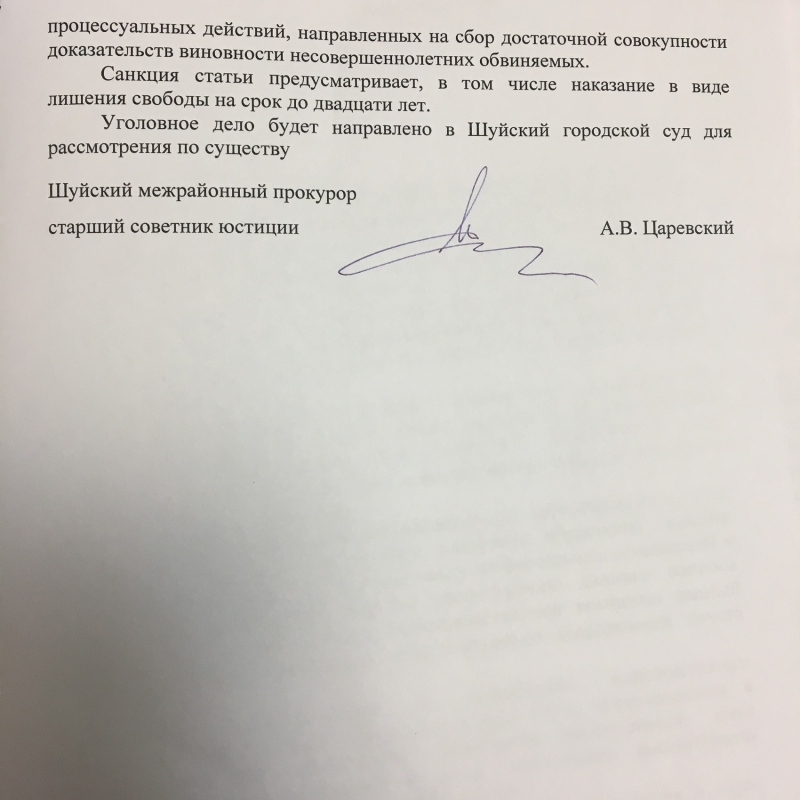 процессуальных действий, направленных на сбор достаточной совокупности
доказательств виновности несовершеннолетних обвиняемых.
Санкция статьи предусматривает, в том числе наказание в виде
лишения свободы на срок до двадцати лет.
Уголовное дело будет направлено в Шуйский городской суд для
рассмотрения по существу
Шуйский межрайонный прокурор
старший советник юстиции А.В. Царевский